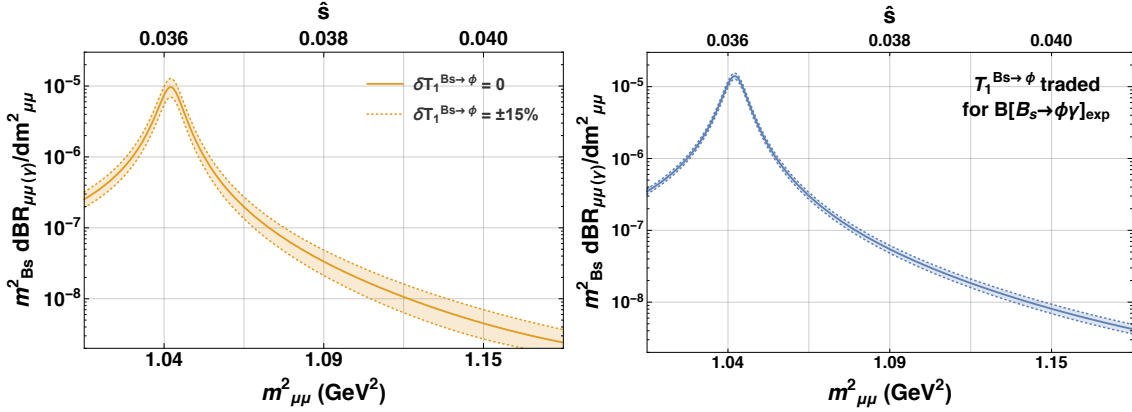 ŝ
0.036 0.038 0.040
10⁻⁵
10⁻⁶
10⁻⁷
10⁻⁸
m²Bs dBRμμ(γ)/dm²μμ
δT₁^Bs→ϕ = 0
δT₁^Bs→ϕ = ±15%
1.04 1.09 1.15
m²μμ (GeV²)
ŝ
0.036 0.038 0.040
10⁻⁵
10⁻⁶
10⁻⁷
10⁻⁸
m²Bs dBRμμ(γ)/dm²μμ
T₁^Bs→ϕ traded
for B[Bs→ϕγ]exp
1.04 1.09 1.15
m²μμ (GeV²)